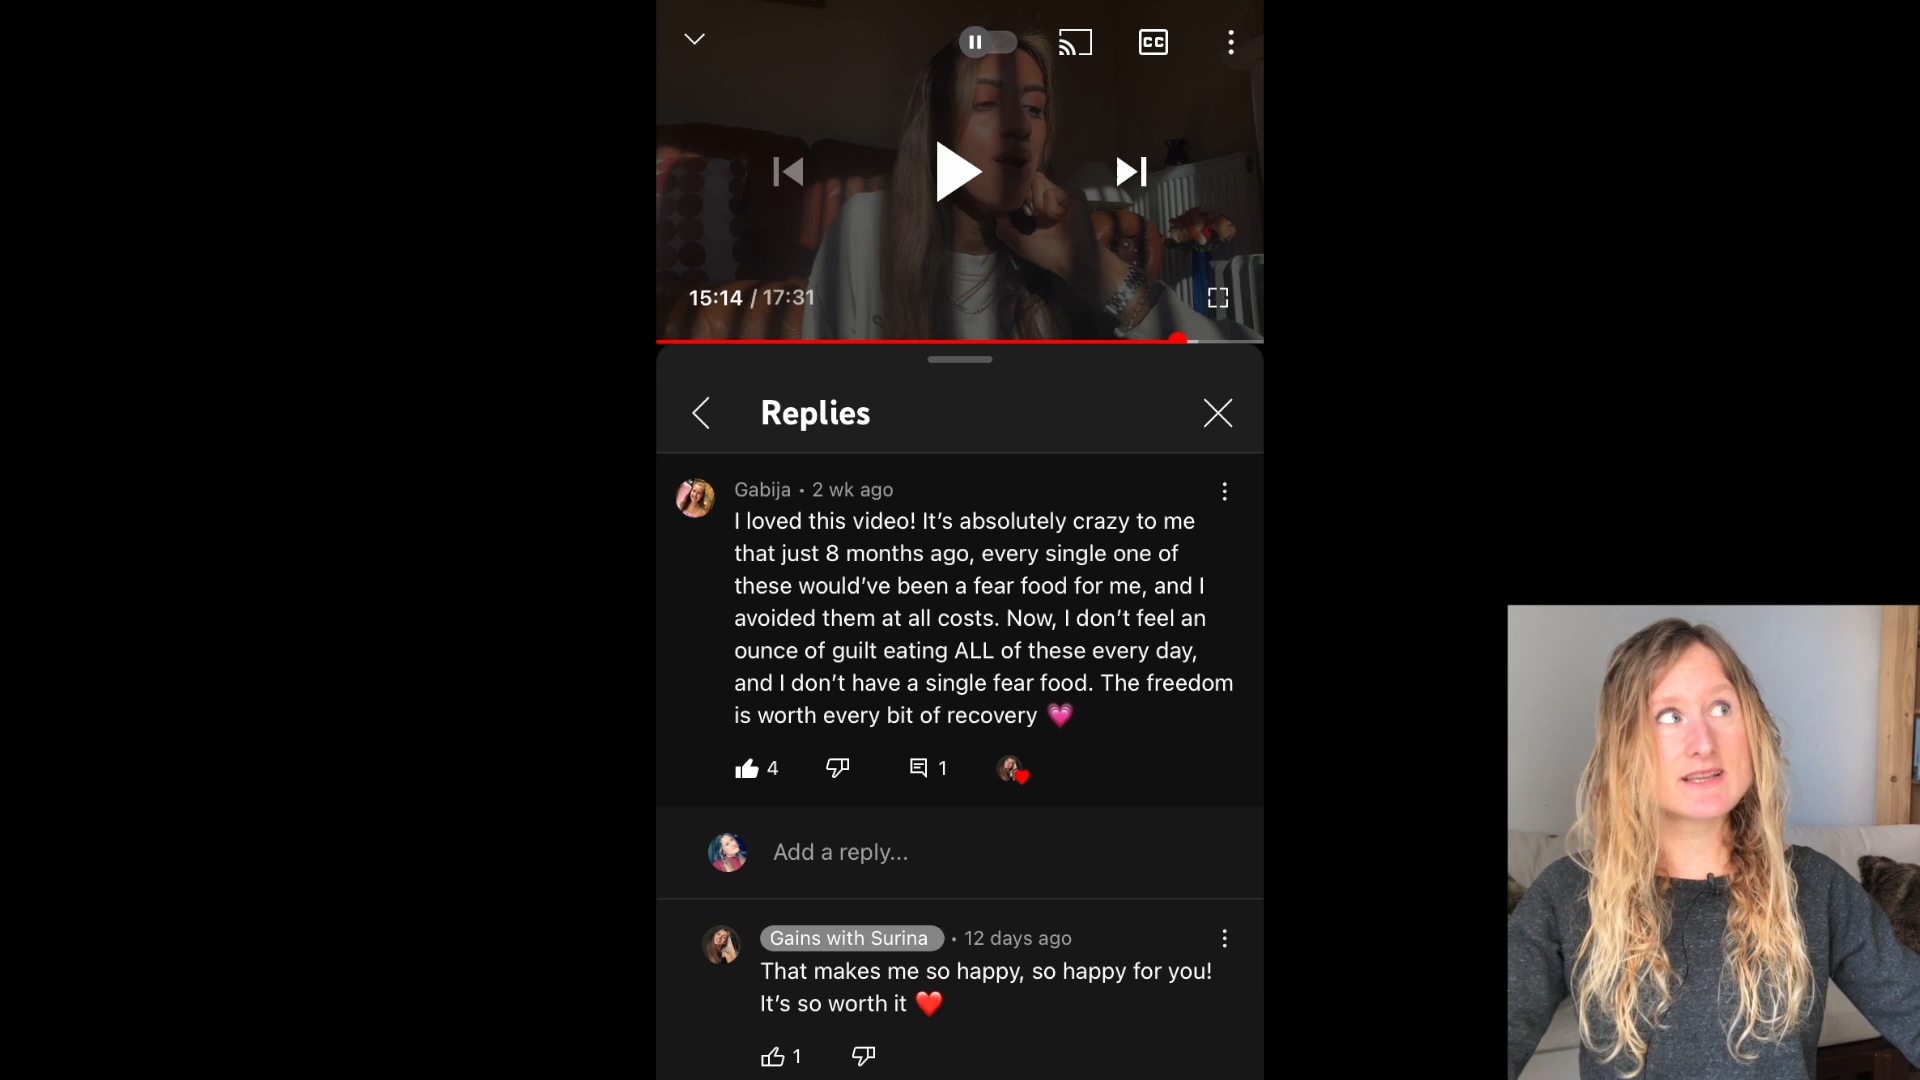 CC
15:14 / 17:31
Replies
Gabija • 2 wk ago
I loved this video! It’s absolutely crazy to me
that just 8 months ago, every single one of
these would’ve been a fear food for me, and I
avoided them at all costs. Now, I don’t feel an
ounce of guilt eating ALL of these every day,
and I don’t have a single fear food. The freedom
is worth every bit of recovery 💗
4 1
Add a reply...
Gains with Surina • 12 days ago
That makes me so happy, so happy for you!
It’s so worth it ❤️
1